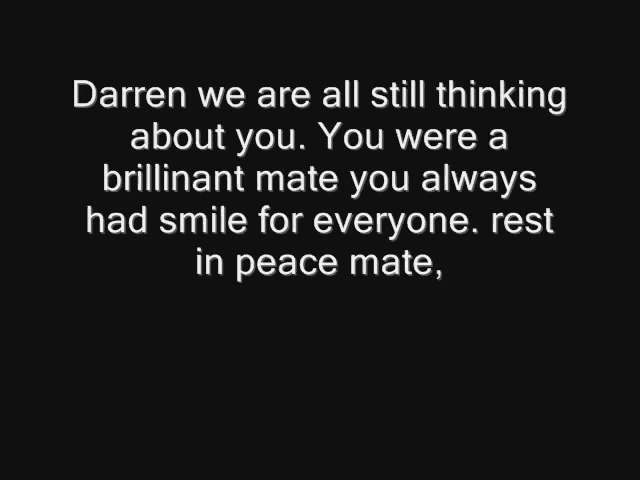 Darren we are all still thinking
about you. You were a
brillinant mate you always
had smile for everyone. rest
in peace mate,